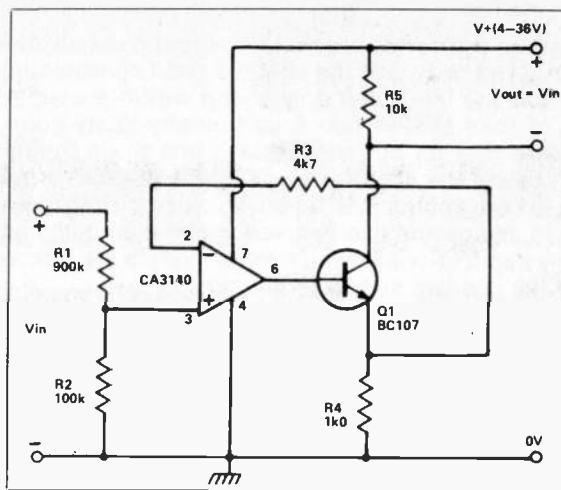 V+(4–36V)
+
R5
10k
Vout = Vin
–
R3
4k7
+
R1
900k
2
–
7
CA3140
6
+
3
4
Q1
BC107
Vin
R2
100k
R4
1k0
–
0V